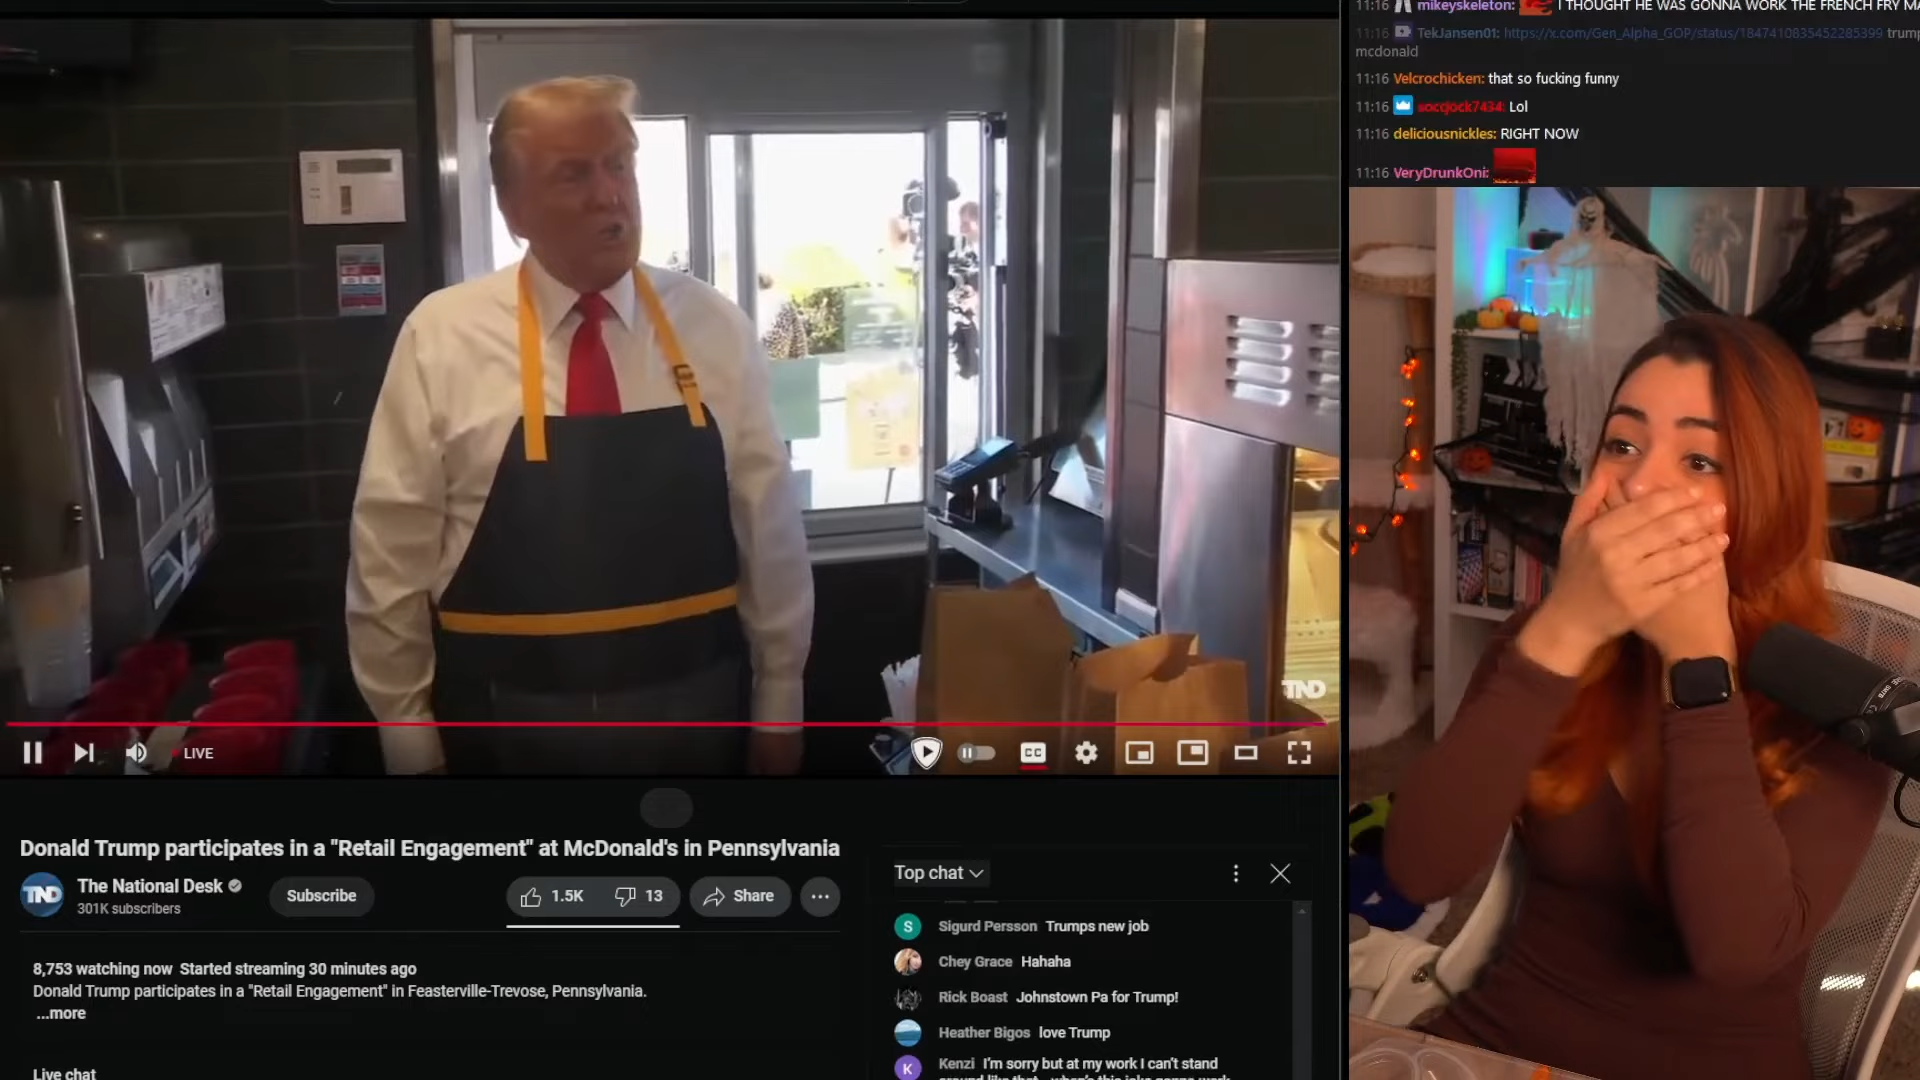 11:16 mikeyskeleton: I THOUGHT HE WAS GONNA WORK THE FRENCH FRY MA
11:16 TekJansen01: https://x.com/Gen_Alpha_GOP/status/1847410835452285399 trump
mcdonald
11:16 Velcrochicken: that so fucking funny
11:16 soccjock7434: Lol
11:16 deliciousnickles: RIGHT NOW
11:16 VeryDrunkOni:
TND
LIVE
CC
Donald Trump participates in a "Retail Engagement" at McDonald's in Pennsylvania
TND
The National Desk
301K subscribers
Subscribe
1.5K
13
Share
8,753 watching now Started streaming 30 minutes ago
Donald Trump participates in a "Retail Engagement" in Feasterville-Trevose, Pennsylvania.
...more
Live chat
Top chat
S Sigurd Persson Trumps new job
Chey Grace Hahaha
Rick Boast Johnstown Pa for Trump!
Heather Bigos love Trump
K Kenzi I'm sorry but at my work I can't stand